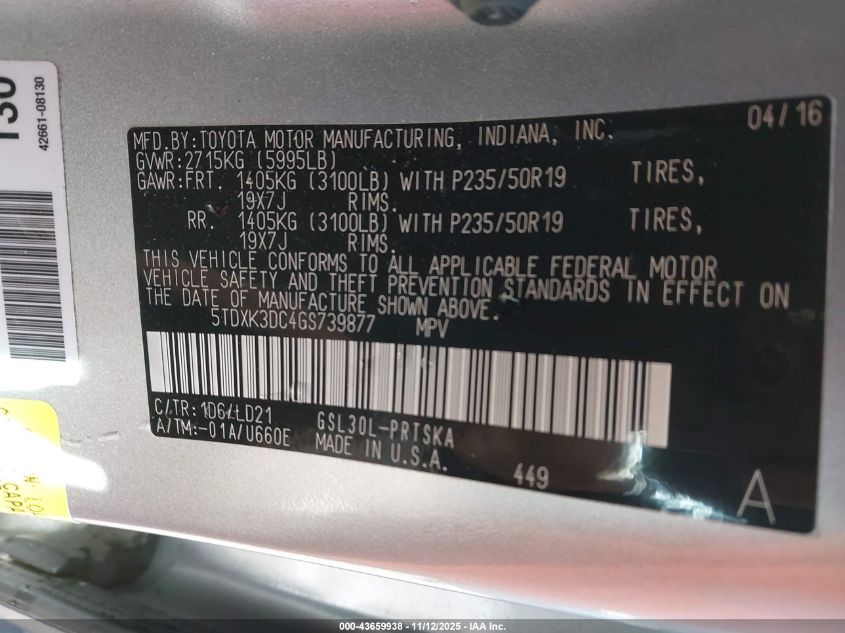 42661-08130
04/16
MFD.BY:TOYOTA MOTOR MANUFACTURING, INDIANA, INC.
GVWR:2715KG (5995LB)
GAWR:FRT. 1405KG (3100LB) WITH P235/50R19 TIRES,
19X7J RIMS.
RR. 1405KG (3100LB) WITH P235/50R19 TIRES,
19X7J RIMS.
THIS VEHICLE CONFORMS TO ALL APPLICABLE FEDERAL MOTOR
VEHICLE SAFETY AND THEFT PREVENTION STANDARDS IN EFFECT ON
THE DATE OF MANUFACTURE SHOWN ABOVE.
5TDXK3DC4GS739877 MPV
C/TR: LD21
A/TM:-01A/U660E
GSL30L-PRTSKA
MADE IN U.S.A.
449
A
000-43659938 - 11/12/2025 - IAA Inc.